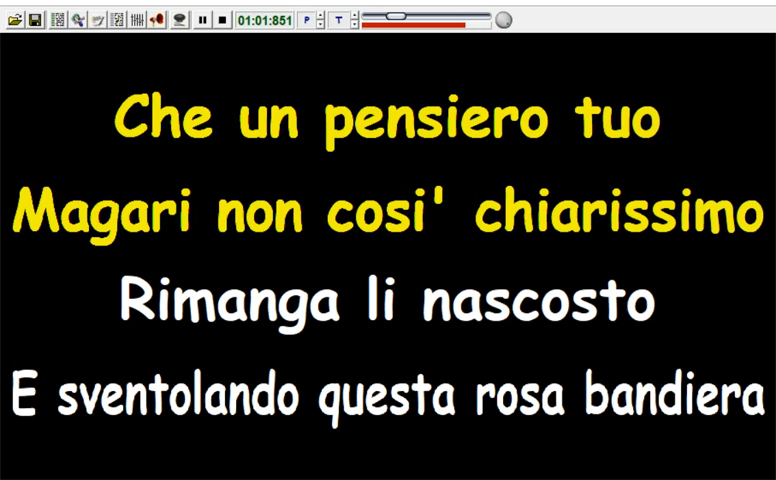 01:01:851 P T
Che un pensiero tuo
Magari non cosi' chiarissimo
Rimanga li nascosto
E sventolando questa rosa bandiera